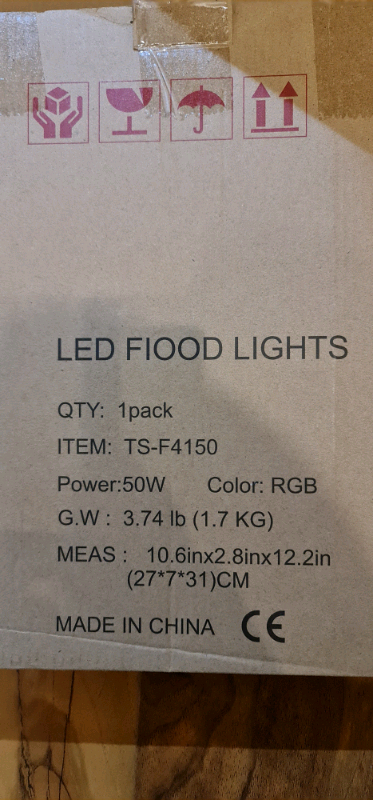 LED FIOOD LIGHTS
QTY: 1pack
ITEM: TS-F4150
Power:50W Color: RGB
G.W : 3.74 lb (1.7 KG)
MEAS : 10.6inx2.8inx12.2in
(27*7*31)CM
MADE IN CHINA CE